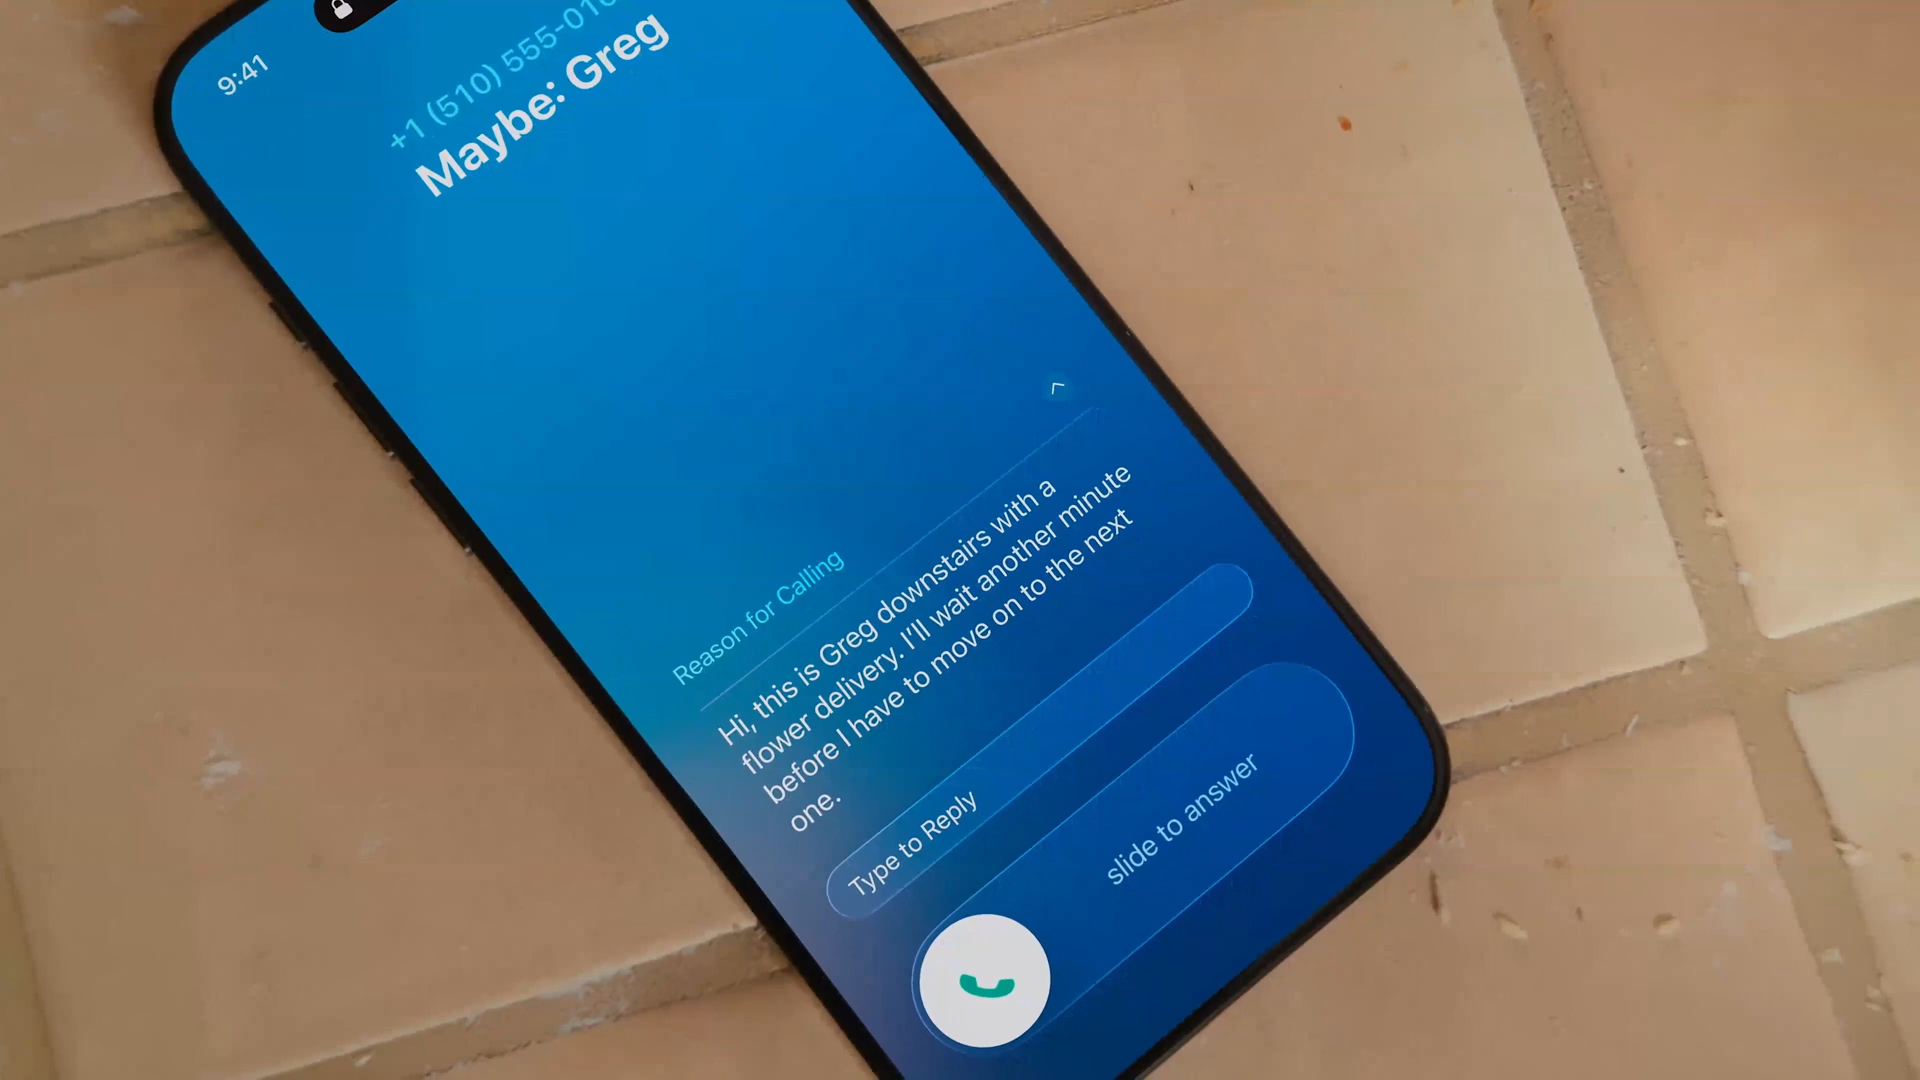 9:41
+1 (510) 555-010
Maybe: Greg
Reason for Calling
Hi, this is Greg downstairs with a
flower delivery. I'll wait another minute
before I have to move on to the next
one.
Type to Reply
slide to answer